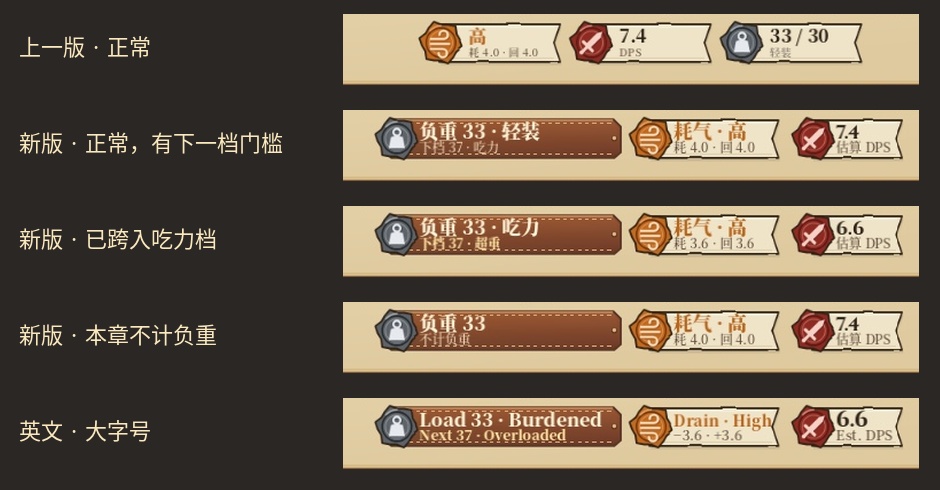 上一版 · 正常
高
耗 4.0 · 回 4.0
7.4
DPS
33 / 30
轻装
新版 · 正常，有下一档门槛
负重 33 · 轻装
下挡 37 · 吃力
耗气 · 高
耗 4.0 · 回 4.0
7.4
估算 DPS
新版 · 已跨入吃力档
负重 33 · 吃力
下挡 37 · 超重
耗气 · 高
耗 3.6 · 回 3.6
6.6
估算 DPS
新版 · 本章不计负重
负重 33
不计负重
耗气 · 高
耗 4.0 · 回 4.0
7.4
估算 DPS
英文 · 大字号
Load 33 · Burdened
Next 37 · Overloaded
Drain · High
−3.6 · +3.6
6.6
Est. DPS